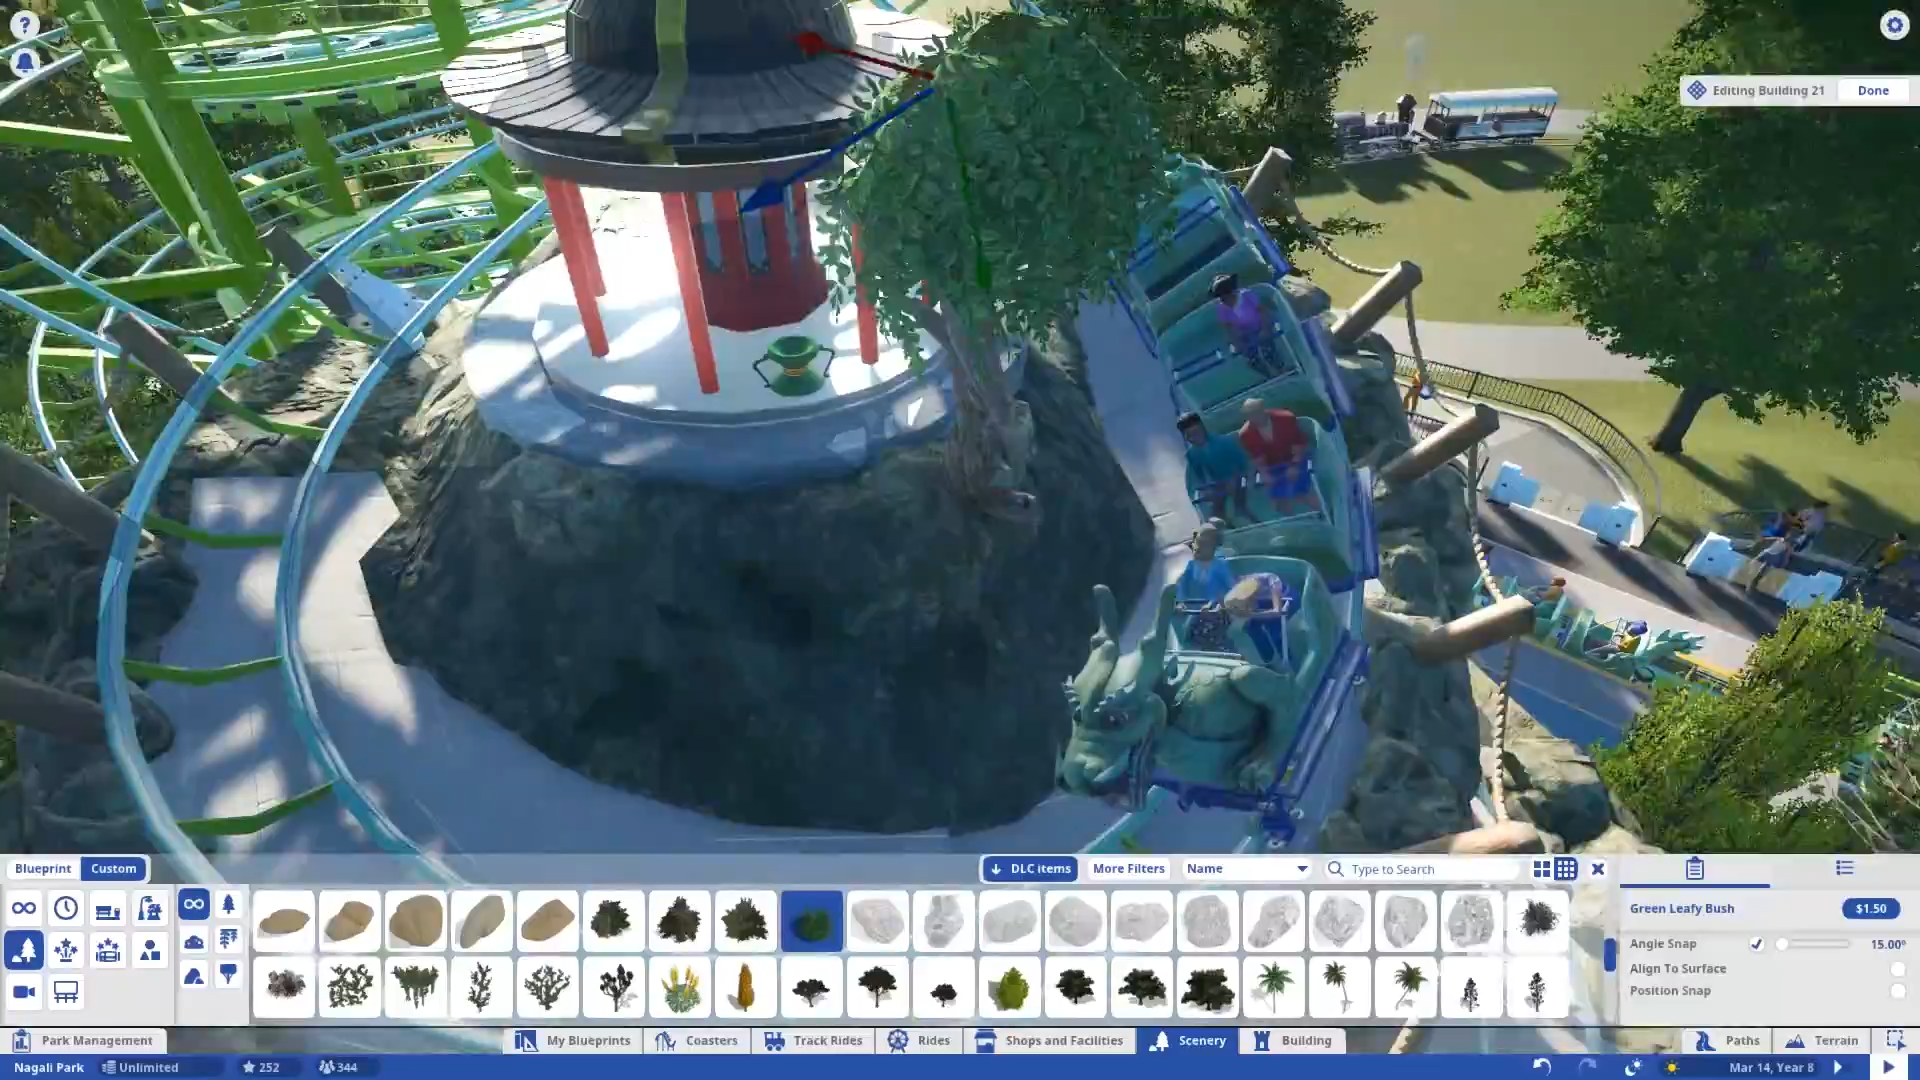 ?
Editing Building 21 Done
Blueprint Custom DLC items More Filters Name Type to Search
Green Leafy Bush $1.50
Angle Snap 15.00°
Align To Surface
Position Snap
Park Management My Blueprints Coasters Track Rides Rides Shops and Facilities Scenery Building Paths Terrain
Nagali Park Unlimited 252 344 Mar 14, Year 8